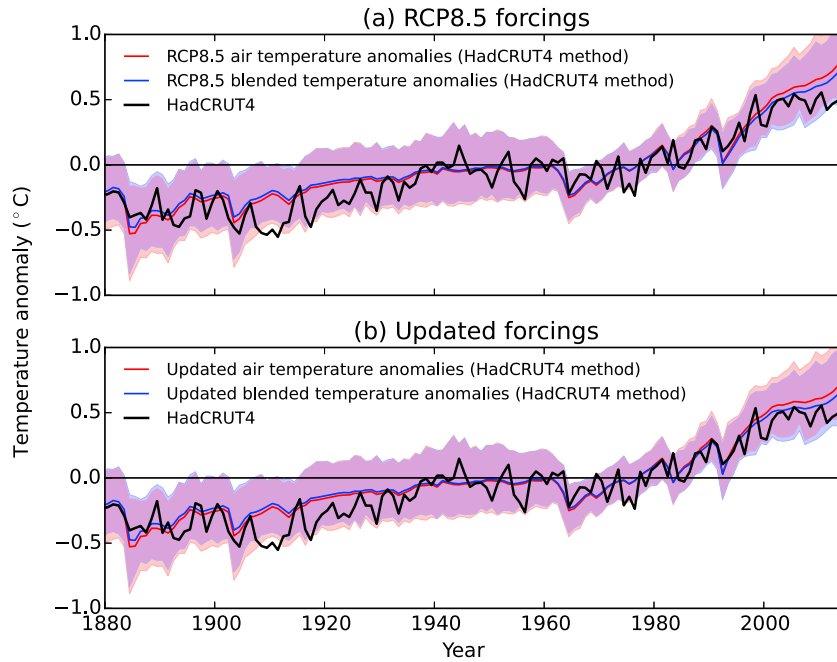 (a) RCP8.5 forcings
1.0
RCP8.5 air temperature anomalies (HadCRUT4 method)
RCP8.5 blended temperature anomalies (HadCRUT4 method)
0.5
HadCRUT4
0.0
−0.5
−1.0
Temperature anomaly (°C)
(b) Updated forcings
1.0
Updated air temperature anomalies (HadCRUT4 method)
Updated blended temperature anomalies (HadCRUT4 method)
0.5
HadCRUT4
0.0
−0.5
−1.0
1880 1900 1920 1940 1960 1980 2000
Year